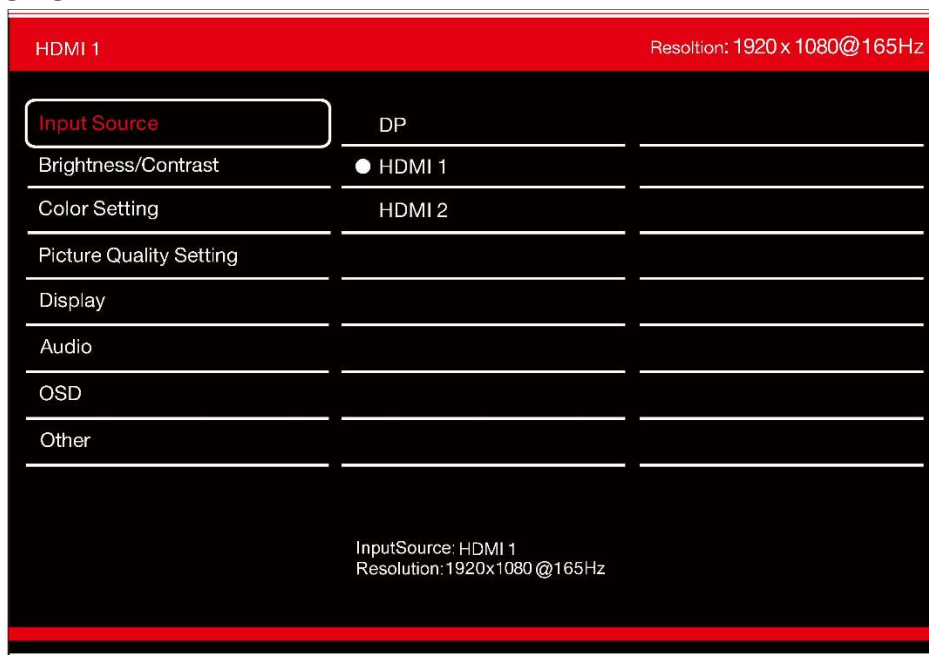 HDMI 1
Resoltion: 1920 x 1080@165Hz
Input Source
DP
Brightness/Contrast
HDMI 1
Color Setting
HDMI 2
Picture Quality Setting
Display
Audio
OSD
Other
InputSource: HDMI 1
Resolution:1920x1080@165Hz